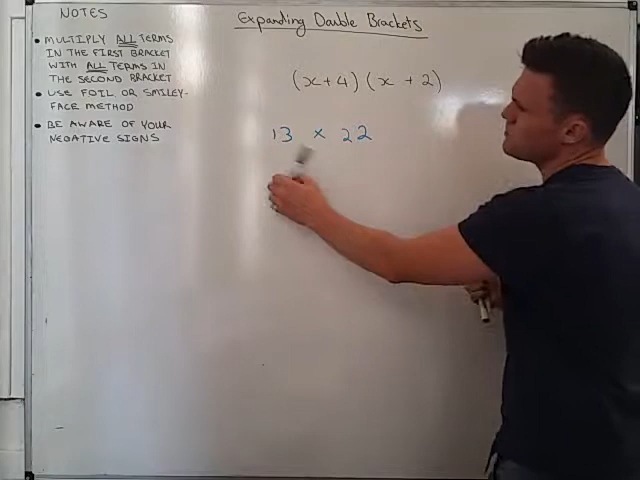 NOTES
Expanding Double Brackets
• MULTIPLY ALL TERMS
IN THE FIRST BRACKET
WITH ALL TERMS IN
THE SECOND BRACKET
• USE FOIL OR SMILEY-
FACE METHOD
• BE AWARE OF YOUR
NEGATIVE SIGNS
(x+4)(x + 2)
13 × 22